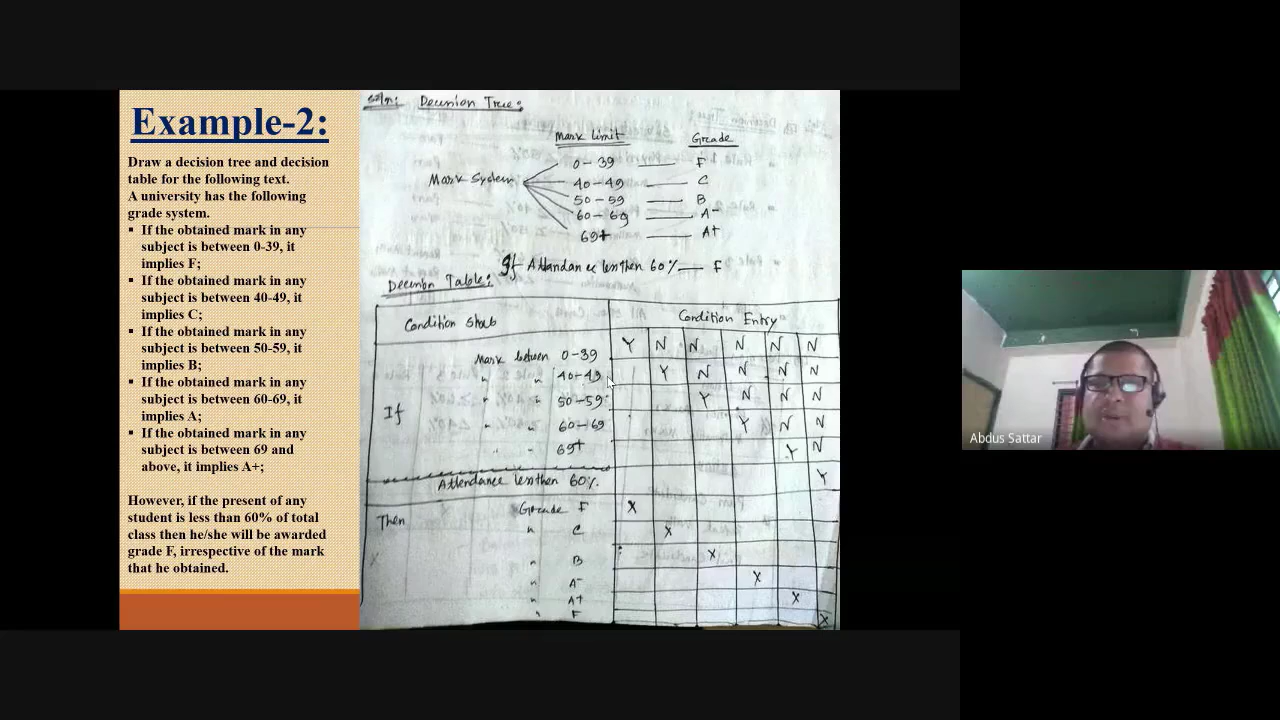 Example-2:
Draw a decision tree and decision
table for the following text.
A university has the following
grade system.
▪ If the obtained mark in any
subject is between 0-39, it
implies F;
▪ If the obtained mark in any
subject is between 40-49, it
implies C;
▪ If the obtained mark in any
subject is between 50-59, it
implies B;
▪ If the obtained mark in any
subject is between 60-69, it
implies A;
▪ If the obtained mark in any
subject is between 69 and
above, it implies A+;
However, if the present of any
student is less than 60% of total
class then he/she will be awarded
grade F, irrespective of the mark
that he obtained.
Soln: Decision Tree:
Mark Limit Grade
Mark System
0-39 F
40-49 C
50-59 B
60-69 A-
69+ A+
If Attandance less then 60% F
Decision Table:
Condition Stub Condition Entry
If
Mark between 0-39 Y N N N N N
" " 40-49 Y N N N N
" " 50-59 Y N N N
" " 60-69 Y N N
" " 69+ Y N
Attendance less then 60%. Y
Then
Grade F X
" C X
" B X
" A- X
" A+ X
" F X
Abdus Sattar